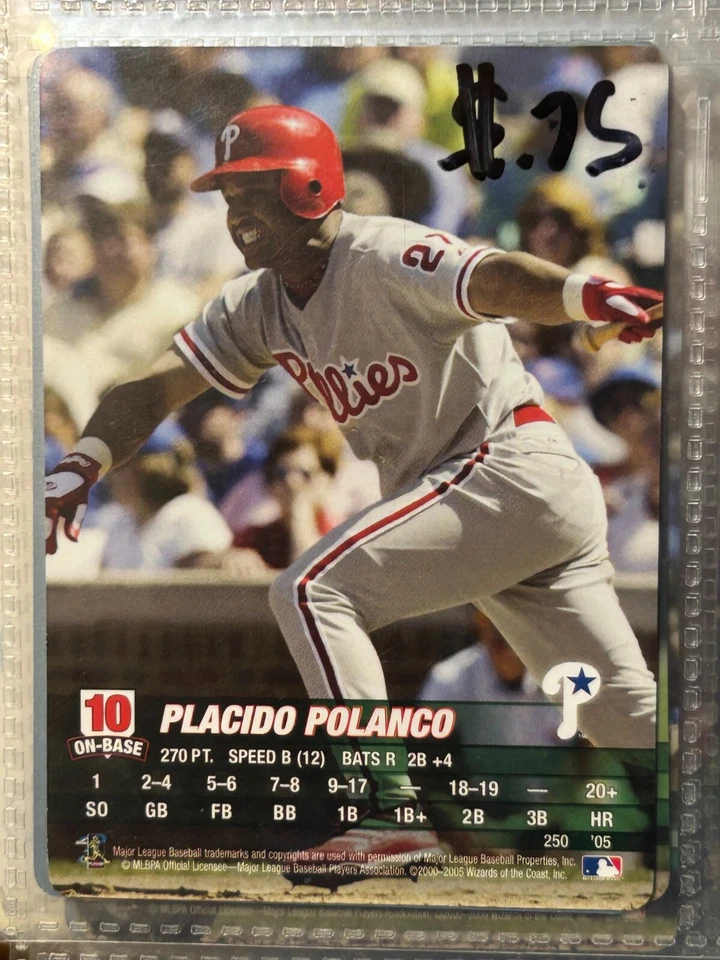 $.75
P
27
Phillies
P
10
ON-BASE
PLACIDO POLANCO
270 PT. SPEED B (12) BATS R 2B +4
1 2–4 5–6 7–8 9–17 — 18–19 — 20+
SO GB FB BB 1B 1B+ 2B 3B HR
250 '05
Major League Baseball trademarks and copyrights are used with permission of Major League Baseball Properties, Inc.
© MLBPA Official Licensee—Major League Baseball Players Association. ©2000–2005 Wizards of the Coast, Inc.